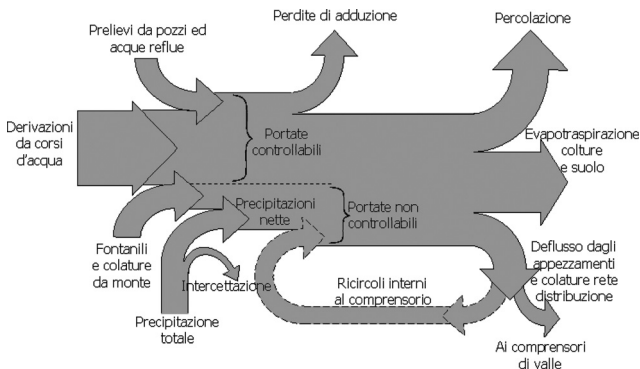 Prelievi da pozzi ed
acque reflue
Perdite di adduzione
Percolazione
Derivazioni
da corsi
d'acqua
Portate
controllabili
Evapotraspirazione
colture
e suolo
Precipitazioni
nette
Portate non
controllabili
Fontanili
e colature
da monte
Intercettazione
Ricircoli interni
al comprensorio
Deflusso dagli
appezzamenti
e colature rete
distribuzione
Precipitazione
totale
Ai comprensori
di valle